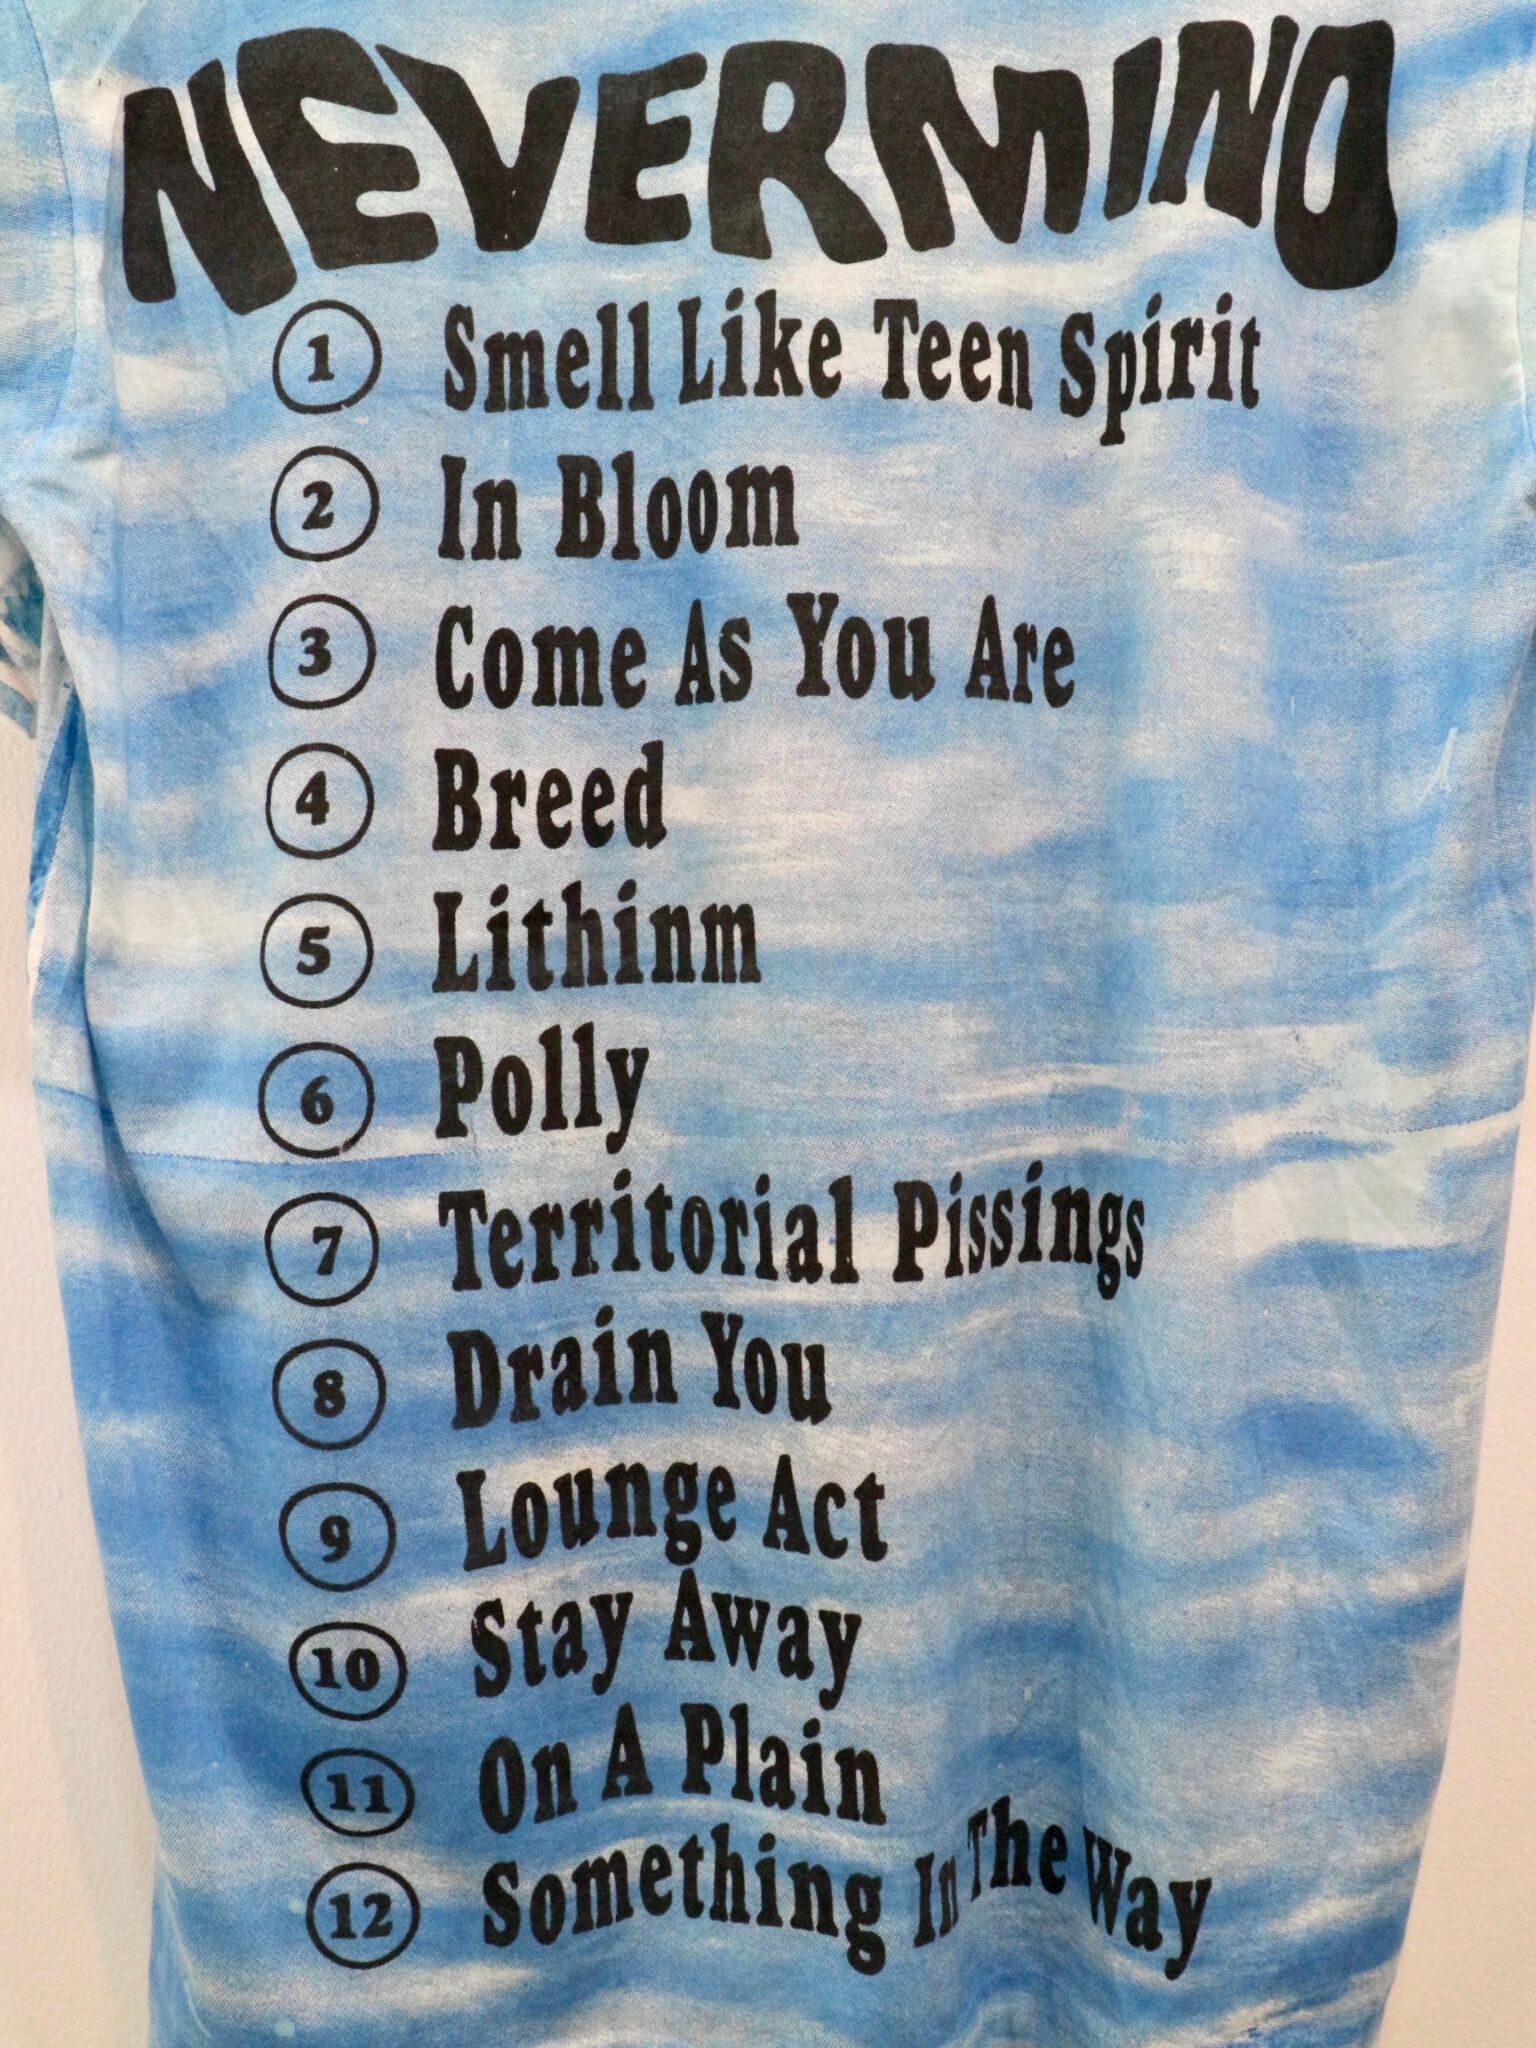 NEVERMIND
1 Smell Like Teen Spirit
2 In Bloom
3 Come As You Are
4 Breed
5 Lithinm
6 Polly
7 Territorial Pissings
8 Drain You
9 Lounge Act
10 Stay Away
11 On A Plain
12 Something In The Way